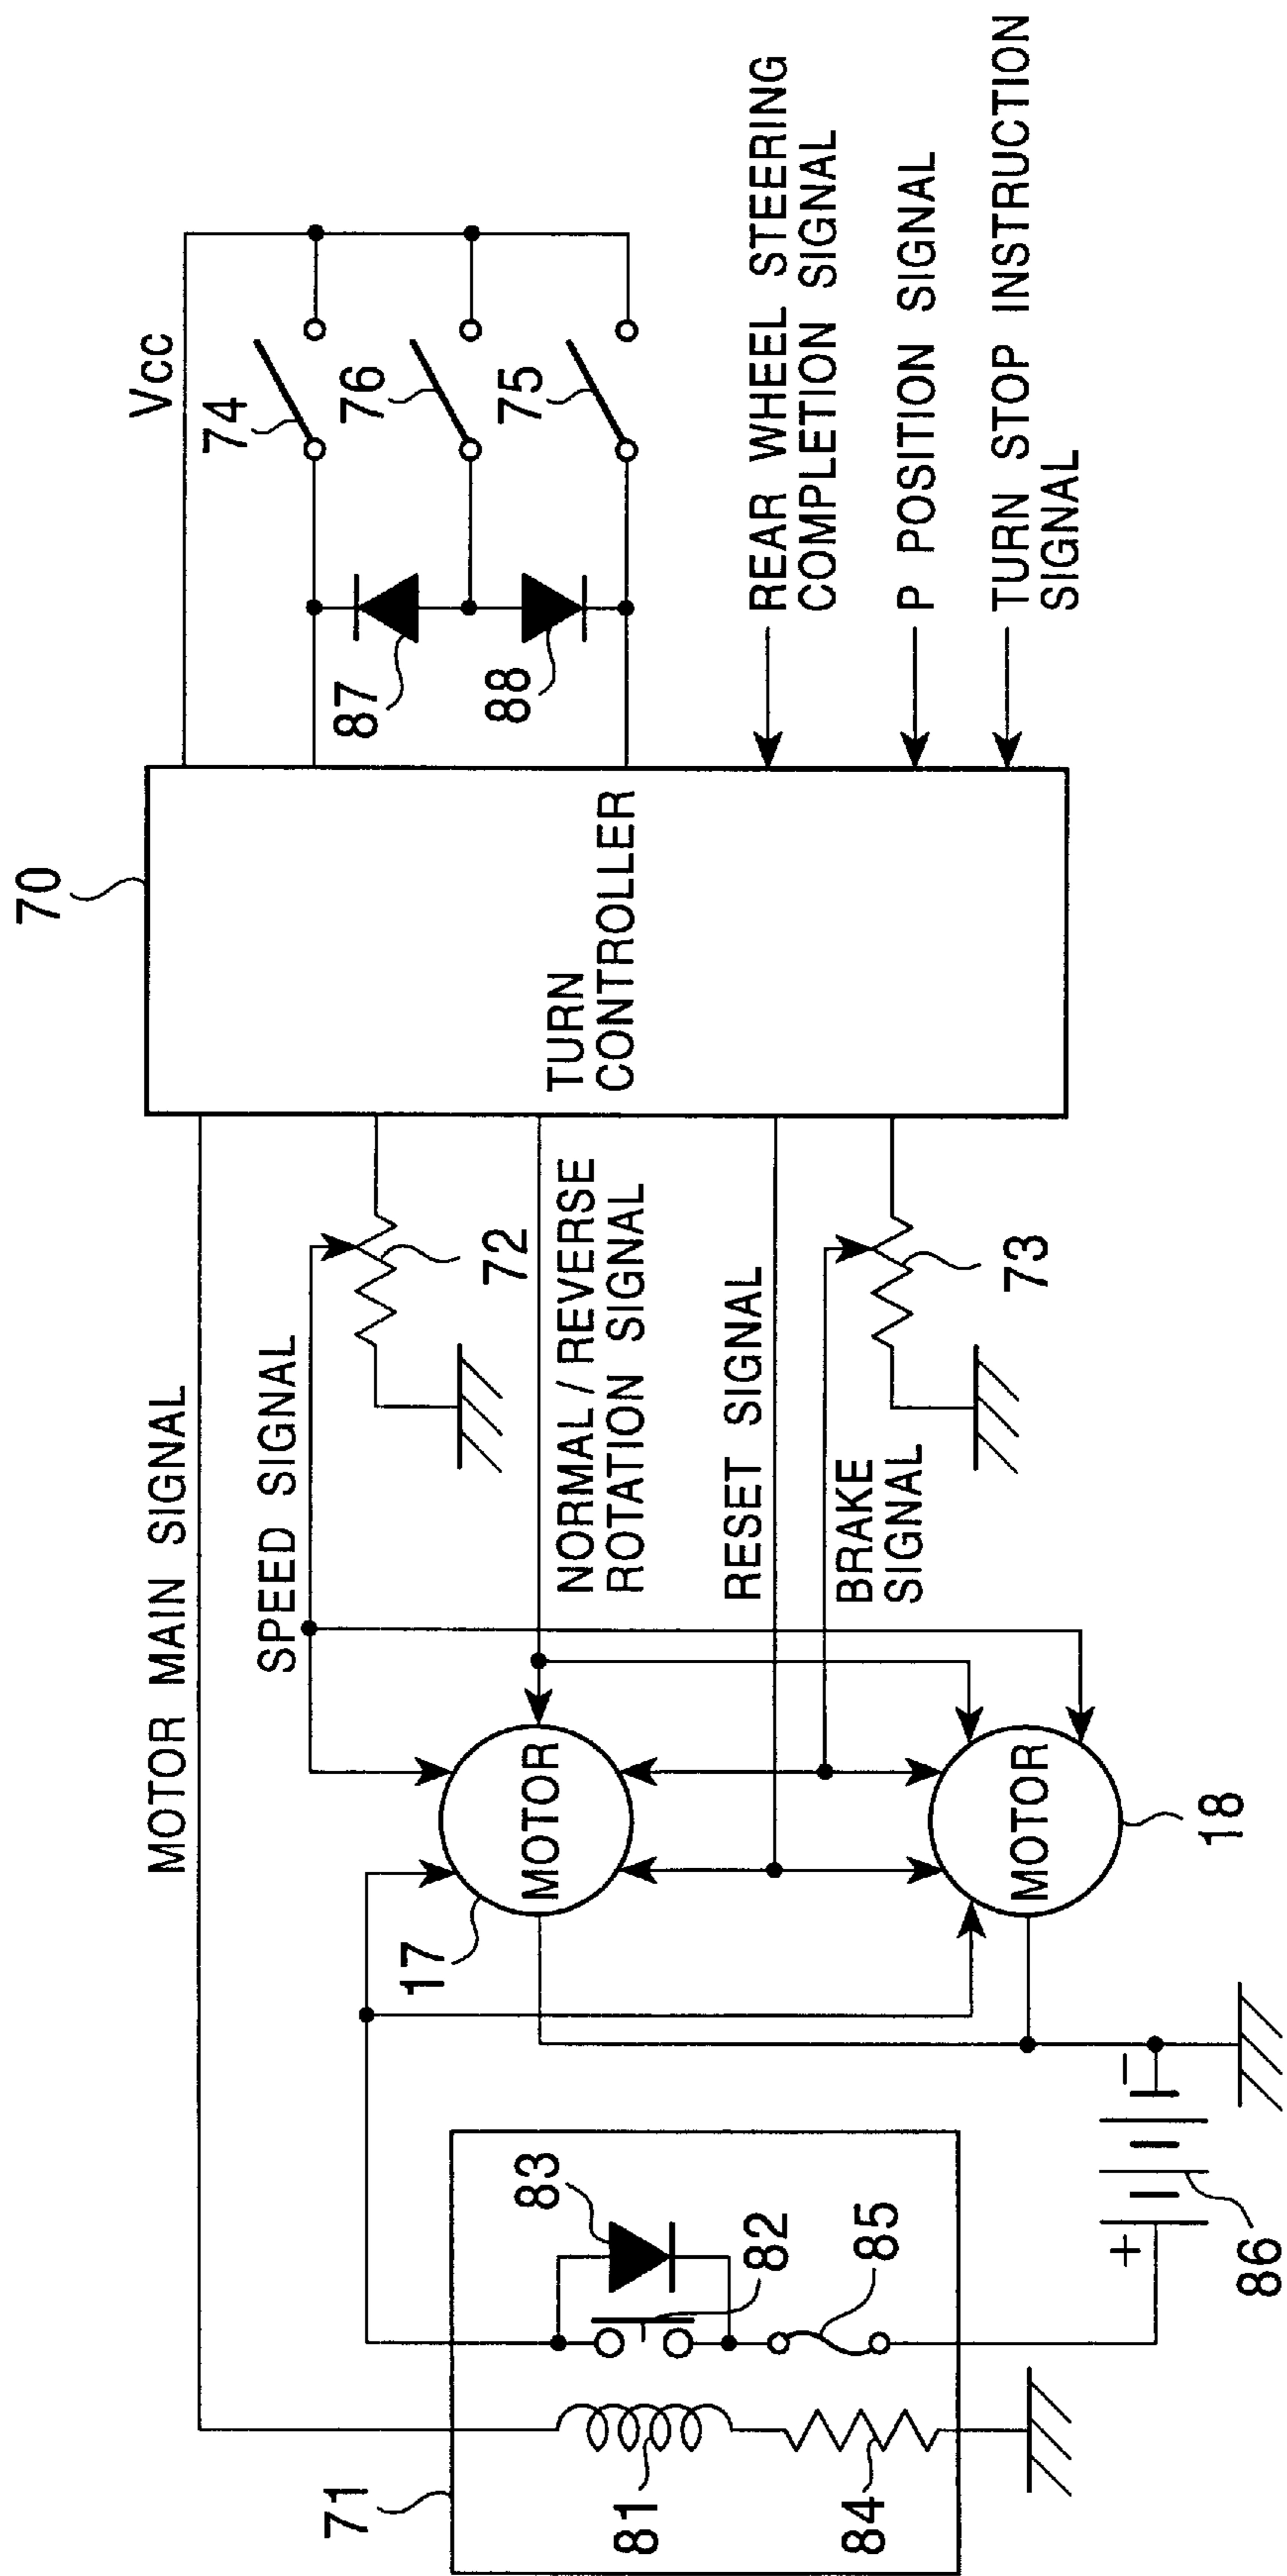 70
Vcc
74
76
75
87
88
TURN
CONTROLLER
REAR WHEEL STEERING
COMPLETION SIGNAL
P POSITION SIGNAL
TURN STOP INSTRUCTION
SIGNAL
MOTOR MAIN SIGNAL
SPEED SIGNAL
72
NORMAL / REVERSE
ROTATION SIGNAL
RESET SIGNAL
BRAKE
SIGNAL
73
17
MOTOR
MOTOR
18
71
83
82
85
81
84
+
−
86